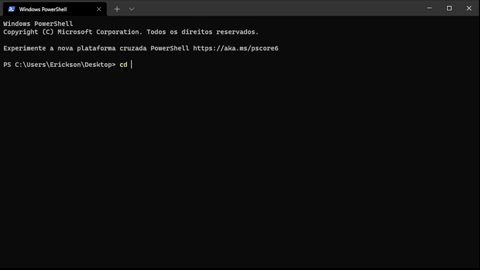 Windows PowerShell
Windows PowerShell
Copyright (C) Microsoft Corporation. Todos os direitos reservados.
Experimente a nova plataforma cruzada PowerShell https://aka.ms/pscore6
PS C:\Users\Erickson\Desktop> cd